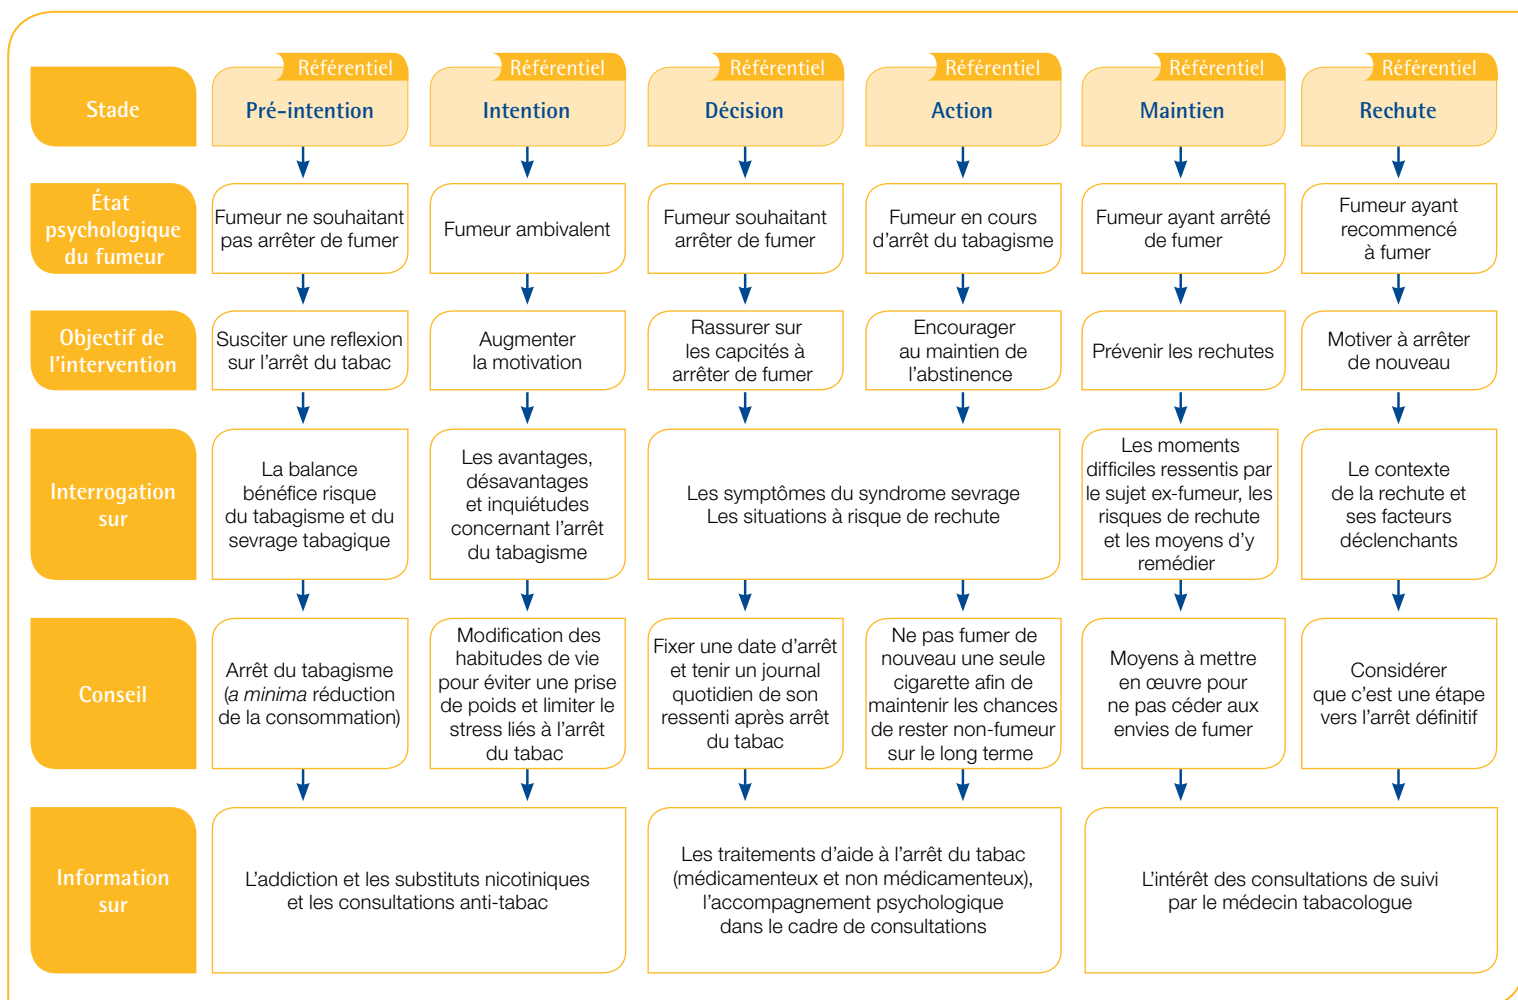 Référentiel
Référentiel
Référentiel
Référentiel
Référentiel
Référentiel
Stade
Pré-intention
Intention
Décision
Action
Maintien
Rechute
État
psychologique
du fumeur
Fumeur ne souhaitant
pas arrêter de fumer
Fumeur ambivalent
Fumeur souhaitant
arrêter de fumer
Fumeur en cours
d'arrêt du tabagisme
Fumeur ayant arrêté
de fumer
Fumeur ayant
recommencé
à fumer
Objectif de
l'intervention
Susciter une reflexion
sur l'arrêt du tabac
Augmenter
la motivation
Rassurer sur
les capcités à
arrêter de fumer
Encourager
au maintien de
l'abstinence
Prévenir les rechutes
Motiver à arrêter
de nouveau
Interrogation
sur
La balance
bénéfice risque
du tabagisme et du
sevrage tabagique
Les avantages,
désavantages
et inquiétudes
concernant l'arrêt
du tabagisme
Les symptômes du syndrome sevrage
Les situations à risque de rechute
Les moments
difficiles ressentis par
le sujet ex-fumeur, les
risques de rechute
et les moyens d'y
remédier
Le contexte
de la rechute et
ses facteurs
déclenchants
Conseil
Arrêt du tabagisme
(a minima réduction
de la consommation)
Modification des
habitudes de vie
pour éviter une prise
de poids et limiter le
stress liés à l'arrêt
du tabac
Fixer une date d'arrêt
et tenir un journal
quotidien de son
ressenti après arrêt
du tabac
Ne pas fumer de
nouveau une seule
cigarette afin de
maintenir les chances
de rester non-fumeur
sur le long terme
Moyens à mettre
en œuvre pour
ne pas céder aux
envies de fumer
Considérer
que c'est une étape
vers l'arrêt définitif
Information
sur
L'addiction et les substituts nicotiniques
et les consultations anti-tabac
Les traitements d'aide à l'arrêt du tabac
(médicamenteux et non médicamenteux),
l'accompagnement psychologique
dans le cadre de consultations
L'intérêt des consultations de suivi
par le médecin tabacologue